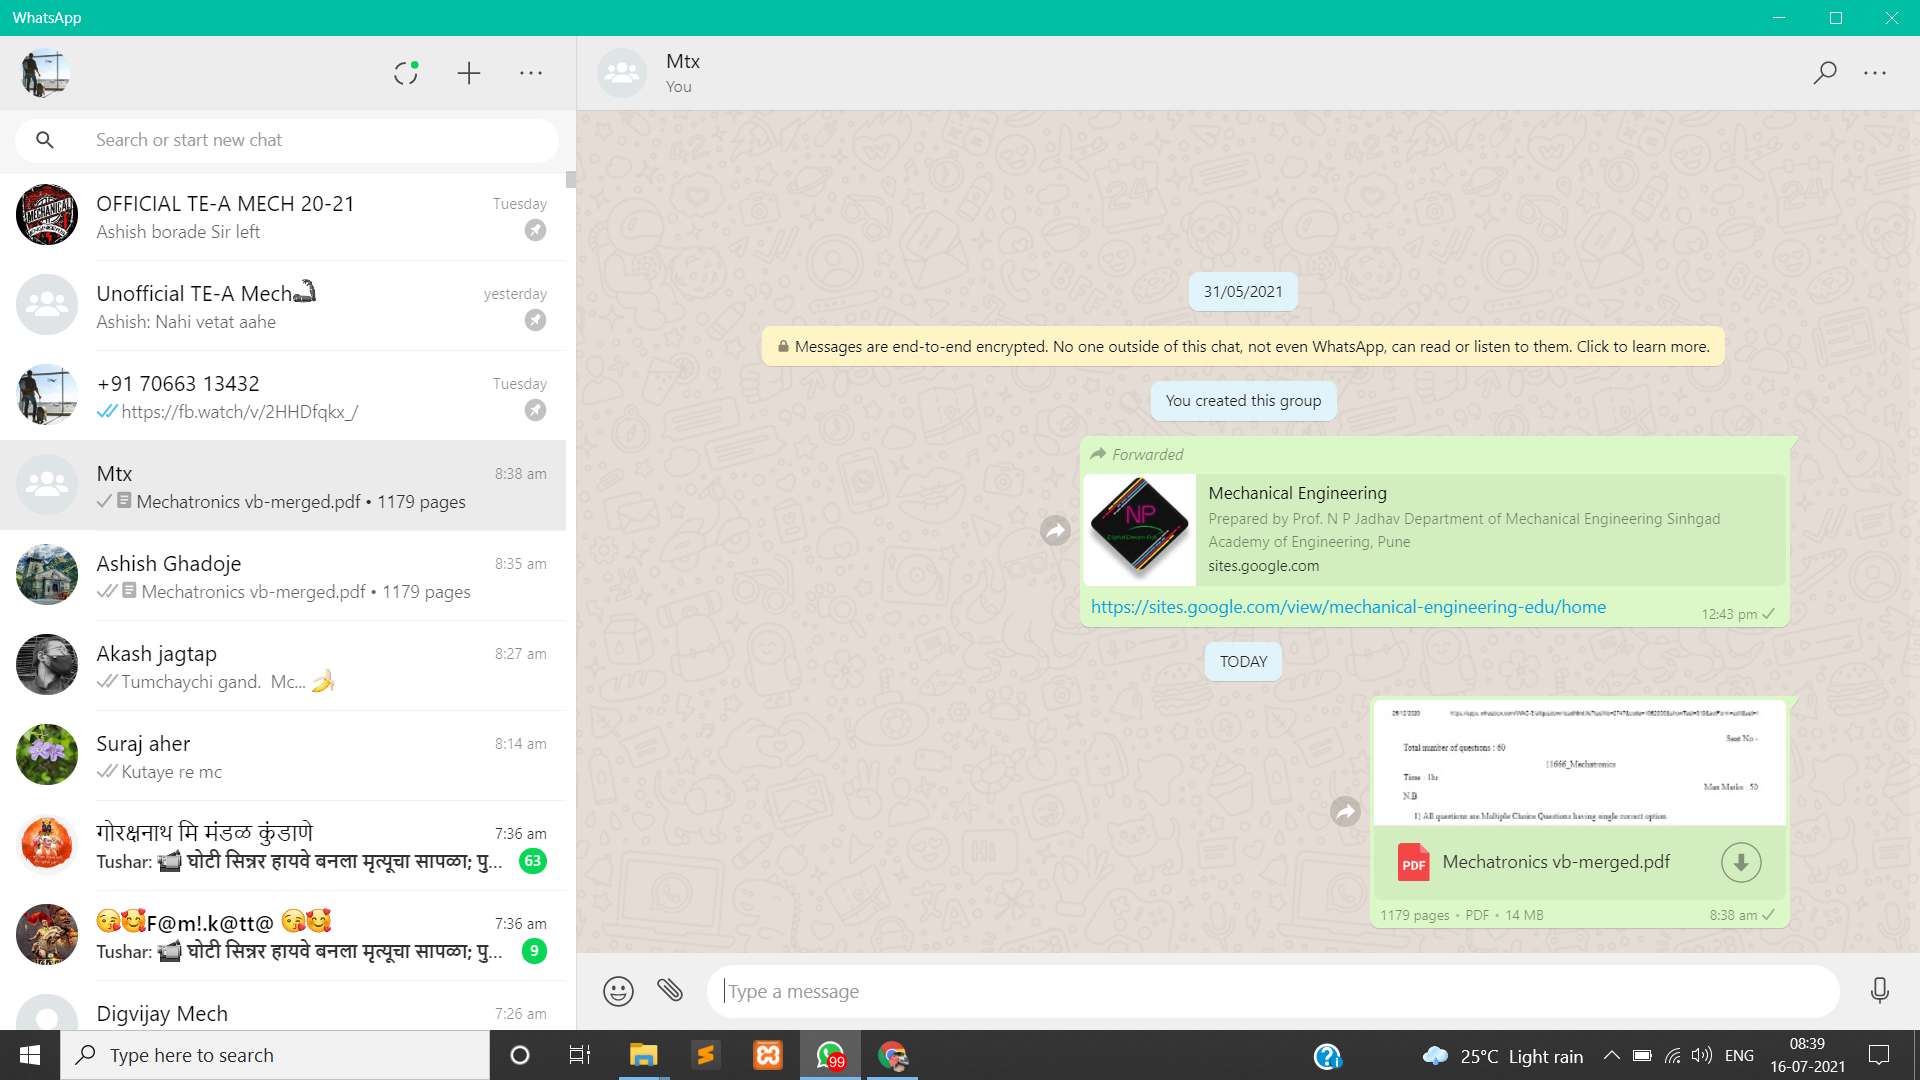 WhatsApp
Search or start new chat
OFFICIAL TE-A MECH 20-21
Tuesday
Ashish borade Sir left
Unofficial TE-A Mech🦾
yesterday
Ashish: Nahi vetat aahe
+91 70663 13432
Tuesday
https://fb.watch/v/2HHDfqkx_/
Mtx
8:38 am
Mechatronics vb-merged.pdf • 1179 pages
Ashish Ghadoje
8:35 am
Mechatronics vb-merged.pdf • 1179 pages
Akash jagtap
8:27 am
Tumchaychi gand.  Mc... 🍌
Suraj aher
8:14 am
Kutaye re mc
गोरक्षनाथ मि मंडळ कुंडाणे
7:36 am
Tushar: 📹 घोटी सिन्नर हायवे बनला मृत्यूचा सापळा; पु...
63
😘🥰F@m!.k@tt@ 😘🥰
7:36 am
Tushar: 📹 घोटी सिन्नर हायवे बनला मृत्यूचा सापळा; पु...
9
Digvijay Mech
7:26 am
Mtx
You
31/05/2021
Messages are end-to-end encrypted. No one outside of this chat, not even WhatsApp, can read or listen to them. Click to learn more.
You created this group
Forwarded
MECHANICAL
NP
Mechanical Engineering
Prepared by Prof. N P Jadhav Department of Mechanical Engineering Sinhgad
Academy of Engineering, Pune
sites.google.com
https://sites.google.com/view/mechanical-engineering-edu/home
12:43 pm
TODAY
Seat No -
Total number of questions : 60
11666_Mechatronics
Time : 1hr
Max Marks : 50
N.B
1) All questions are Multiple Choice Questions having single correct option.
PDF
Mechatronics vb-merged.pdf
1179 pages • PDF • 14 MB
8:38 am
Type a message
Type here to search
99
25°C Light rain
ENG
08:39
16-07-2021